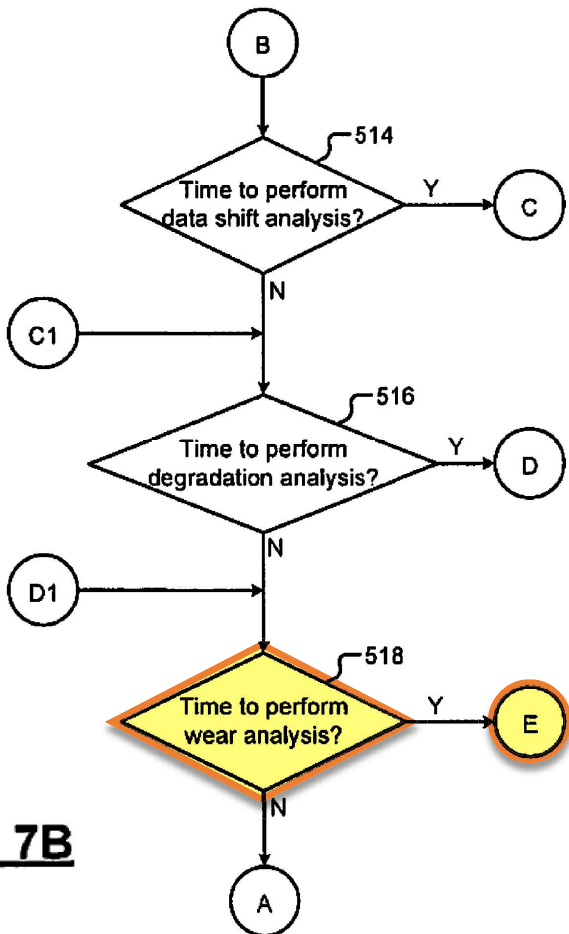 B
514
Time to perform
data shift analysis?
Y
C
N
C1
516
Time to perform
degradation analysis?
Y
D
N
D1
518
Time to perform
wear analysis?
Y
E
N
7B
A